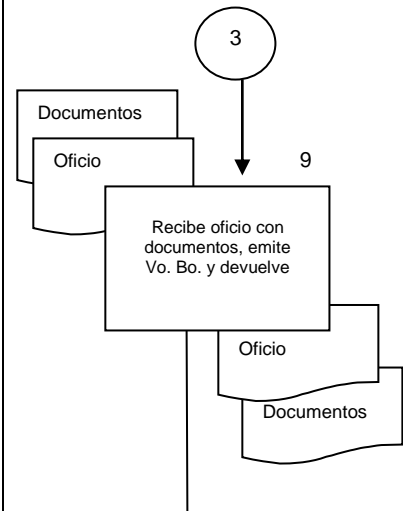 3
Documentos
Oficio
9
Recibe oficio con
documentos, emite
Vo. Bo. y devuelve
Oficio
Documentos